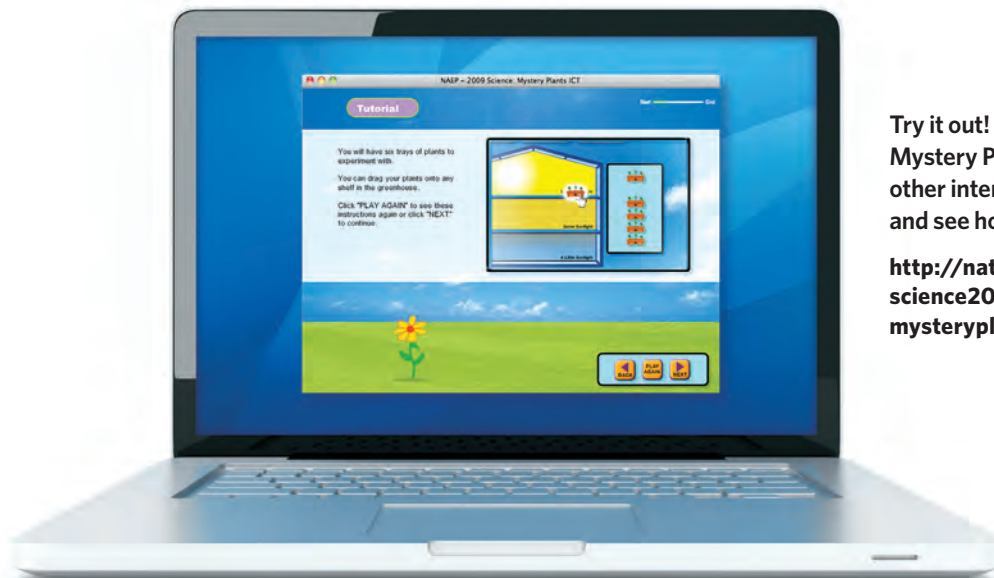 NAEP – 2009 Science: Mystery Plants ICT
Tutorial
Start
End
You will have six trays of plants to
experiment with.
You can drag your plants onto any
shelf in the greenhouse.
Click "PLAY AGAIN" to see these
instructions again or click "NEXT"
to continue.
Some Sunlight
A Little Sunlight
BACK
PLAY
AGAIN
NEXT
Try it out!
Mystery P
other inter
and see ho
http://nat
science20
mysterypl